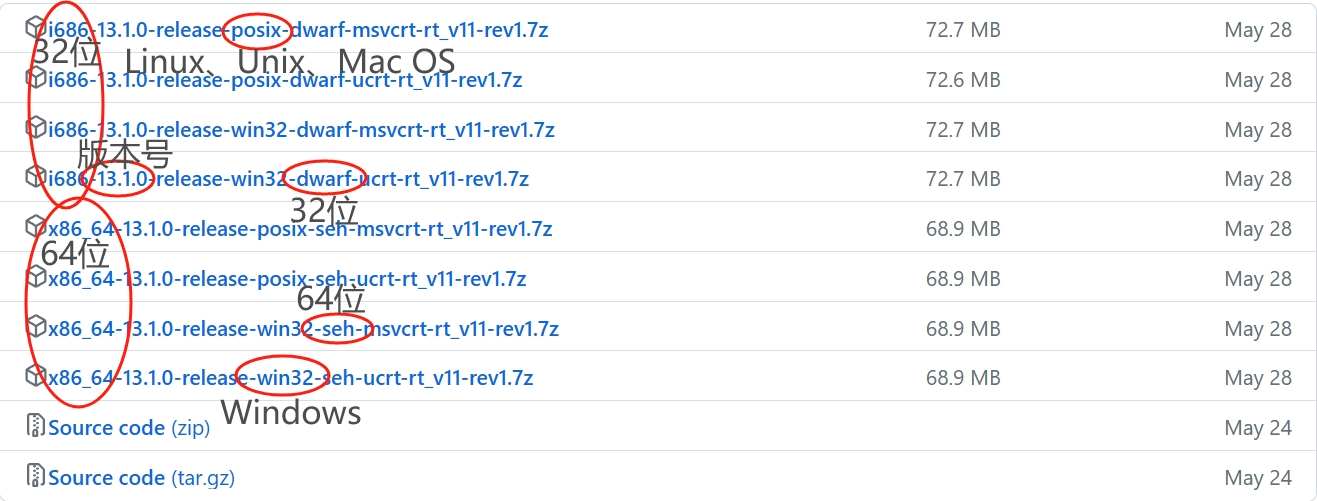 i686-13.1.0-release-posix-dwarf-msvcrt-rt_v11-rev1.7z 72.7 MB May 28
32位 Linux、Unix、Mac OS
i686-13.1.0-release-posix-dwarf-ucrt-rt_v11-rev1.7z 72.6 MB May 28
i686-13.1.0-release-win32-dwarf-msvcrt-rt_v11-rev1.7z 72.7 MB May 28
版本号
i686-13.1.0-release-win32-dwarf-ucrt-rt_v11-rev1.7z 72.7 MB May 28
32位
x86_64-13.1.0-release-posix-seh-msvcrt-rt_v11-rev1.7z 68.9 MB May 28
64位
x86_64-13.1.0-release-posix-seh-ucrt-rt_v11-rev1.7z 68.9 MB May 28
64位
x86_64-13.1.0-release-win32-seh-msvcrt-rt_v11-rev1.7z 68.9 MB May 28
x86_64-13.1.0-release-win32-seh-ucrt-rt_v11-rev1.7z 68.9 MB May 28
Windows
Source code (zip) May 24
Source code (tar.gz) May 24